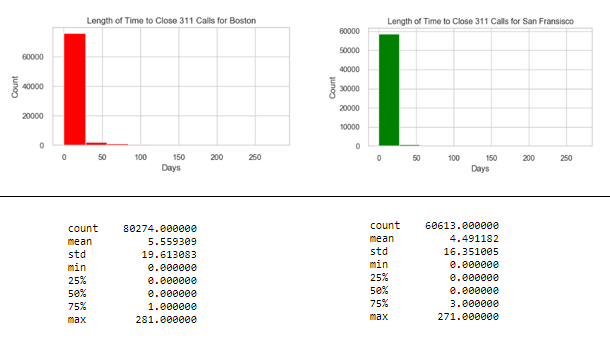 Length of Time to Close 311 Calls for Boston
60000
40000
20000
0
Count
0 50 100 150 200 250
Days
Length of Time to Close 311 Calls for San Fransisco
60000
50000
40000
30000
20000
10000
0
Count
0 50 100 150 200 250
Days
count 80274.000000
mean 5.559309
std 19.613083
min 0.000000
25% 0.000000
50% 0.000000
75% 1.000000
max 281.000000
count 60613.000000
mean 4.491182
std 16.351005
min 0.000000
25% 0.000000
50% 0.000000
75% 3.000000
max 271.000000